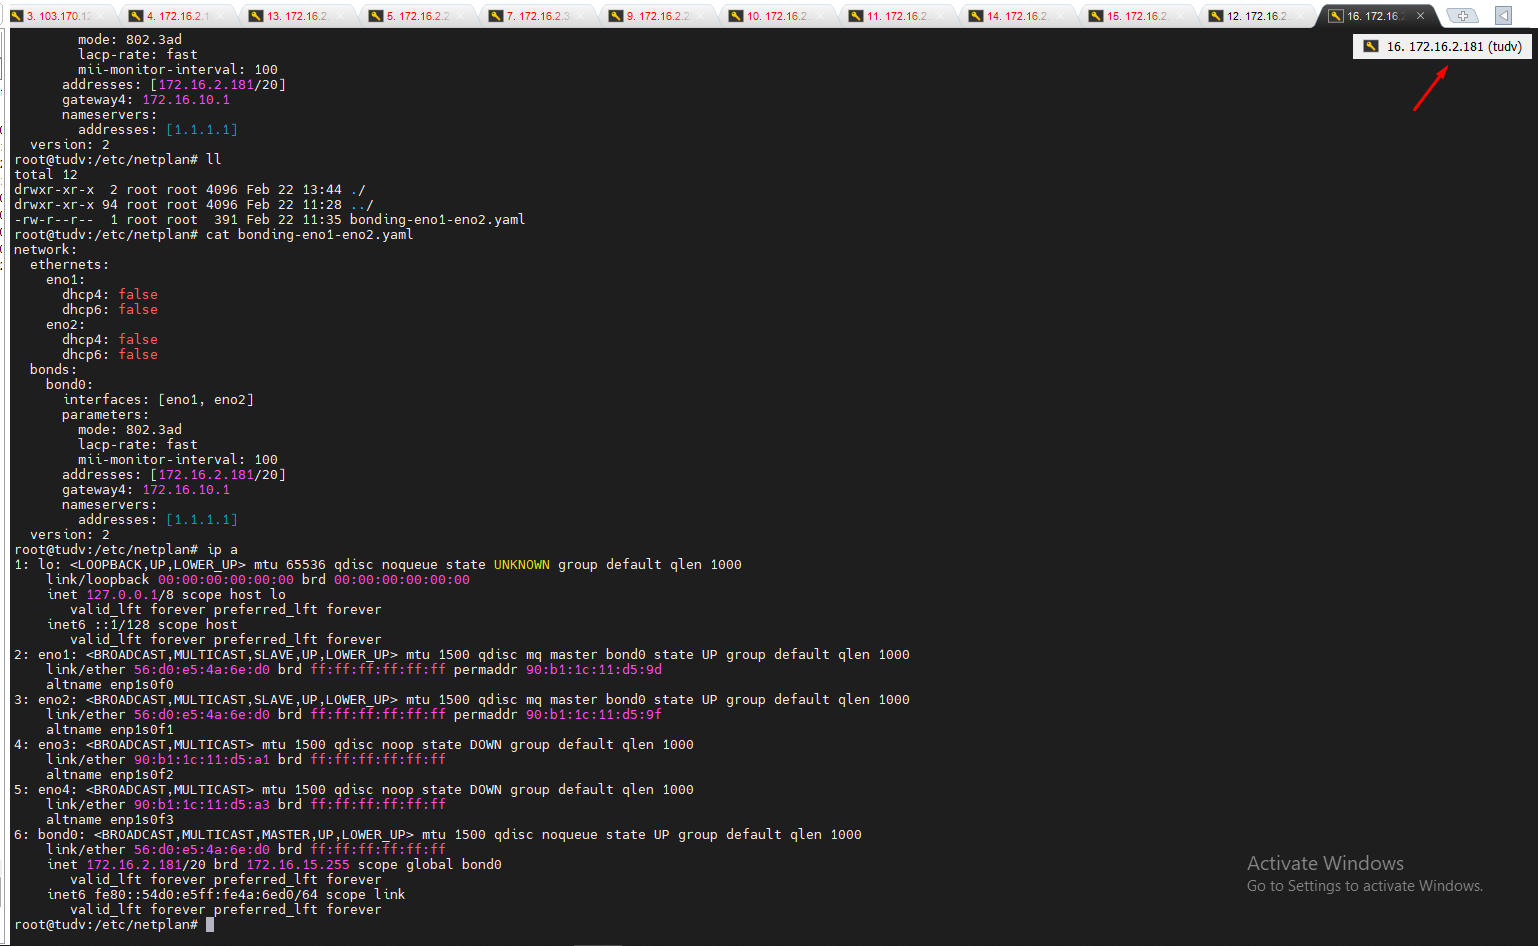 3. 103.170.12
4. 172.16.2.1
13. 172.16.2.
5. 172.16.2.2
7. 172.16.2.3
9. 172.16.2.2
10. 172.16.2.
11. 172.16.2.
14. 172.16.2.
15. 172.16.2.
12. 172.16.2.
16. 172.16.
16. 172.16.2.181 (tudv)
mode: 802.3ad
lacp-rate: fast
mii-monitor-interval: 100
addresses: [172.16.2.181/20]
gateway4: 172.16.10.1
nameservers:
addresses: [1.1.1.1]
version: 2
root@tudv:/etc/netplan# ll
total 12
drwxr-xr-x  2 root root 4096 Feb 22 13:44 ./
drwxr-xr-x 94 root root 4096 Feb 22 11:28 ../
-rw-r--r--  1 root root  391 Feb 22 11:35 bonding-eno1-eno2.yaml
root@tudv:/etc/netplan# cat bonding-eno1-eno2.yaml
network:
ethernets:
eno1:
dhcp4: false
dhcp6: false
eno2:
dhcp4: false
dhcp6: false
bonds:
bond0:
interfaces: [eno1, eno2]
parameters:
mode: 802.3ad
lacp-rate: fast
mii-monitor-interval: 100
addresses: [172.16.2.181/20]
gateway4: 172.16.10.1
nameservers:
addresses: [1.1.1.1]
version: 2
root@tudv:/etc/netplan# ip a
1: lo: <LOOPBACK,UP,LOWER_UP> mtu 65536 qdisc noqueue state UNKNOWN group default qlen 1000
link/loopback 00:00:00:00:00:00 brd 00:00:00:00:00:00
inet 127.0.0.1/8 scope host lo
valid_lft forever preferred_lft forever
inet6 ::1/128 scope host
valid_lft forever preferred_lft forever
2: eno1: <BROADCAST,MULTICAST,SLAVE,UP,LOWER_UP> mtu 1500 qdisc mq master bond0 state UP group default qlen 1000
link/ether 56:d0:e5:4a:6e:d0 brd ff:ff:ff:ff:ff:ff permaddr 90:b1:1c:11:d5:9d
altname enp1s0f0
3: eno2: <BROADCAST,MULTICAST,SLAVE,UP,LOWER_UP> mtu 1500 qdisc mq master bond0 state UP group default qlen 1000
link/ether 56:d0:e5:4a:6e:d0 brd ff:ff:ff:ff:ff:ff permaddr 90:b1:1c:11:d5:9f
altname enp1s0f1
4: eno3: <BROADCAST,MULTICAST> mtu 1500 qdisc noop state DOWN group default qlen 1000
link/ether 90:b1:1c:11:d5:a1 brd ff:ff:ff:ff:ff:ff
altname enp1s0f2
5: eno4: <BROADCAST,MULTICAST> mtu 1500 qdisc noop state DOWN group default qlen 1000
link/ether 90:b1:1c:11:d5:a3 brd ff:ff:ff:ff:ff:ff
altname enp1s0f3
6: bond0: <BROADCAST,MULTICAST,MASTER,UP,LOWER_UP> mtu 1500 qdisc noqueue state UP group default qlen 1000
link/ether 56:d0:e5:4a:6e:d0 brd ff:ff:ff:ff:ff:ff
inet 172.16.2.181/20 brd 172.16.15.255 scope global bond0
valid_lft forever preferred_lft forever
inet6 fe80::54d0:e5ff:fe4a:6ed0/64 scope link
valid_lft forever preferred_lft forever
root@tudv:/etc/netplan#
Activate Windows
Go to Settings to activate Windows.